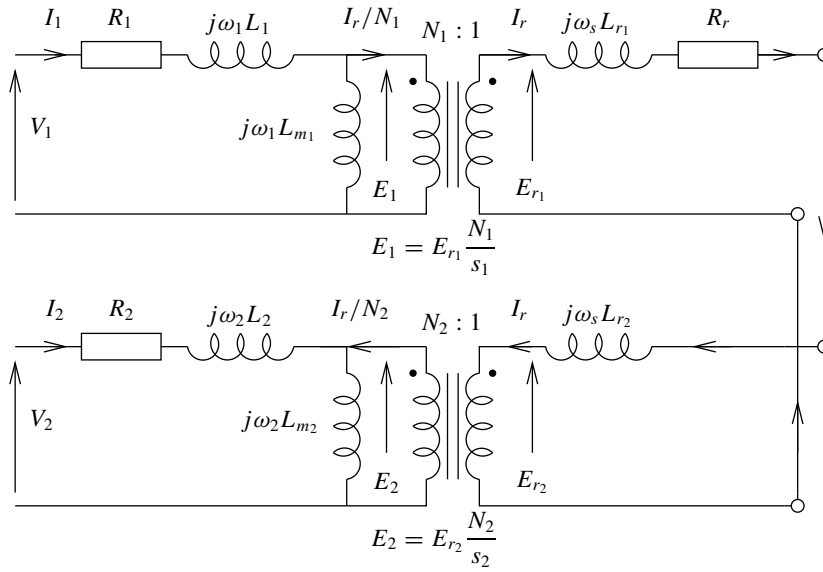 I₁ R₁ jω₁L₁ Iᵣ/N₁ N₁ : 1 Iᵣ jωₛLᵣ₁ Rᵣ
V₁ jω₁Lₘ₁ E₁ Eᵣ₁
E₁ = Eᵣ₁ N₁/s₁
I₂ R₂ jω₂L₂ Iᵣ/N₂ N₂ : 1 Iᵣ jωₛLᵣ₂
V₂ jω₂Lₘ₂ E₂ Eᵣ₂
E₂ = Eᵣ₂ N₂/s₂